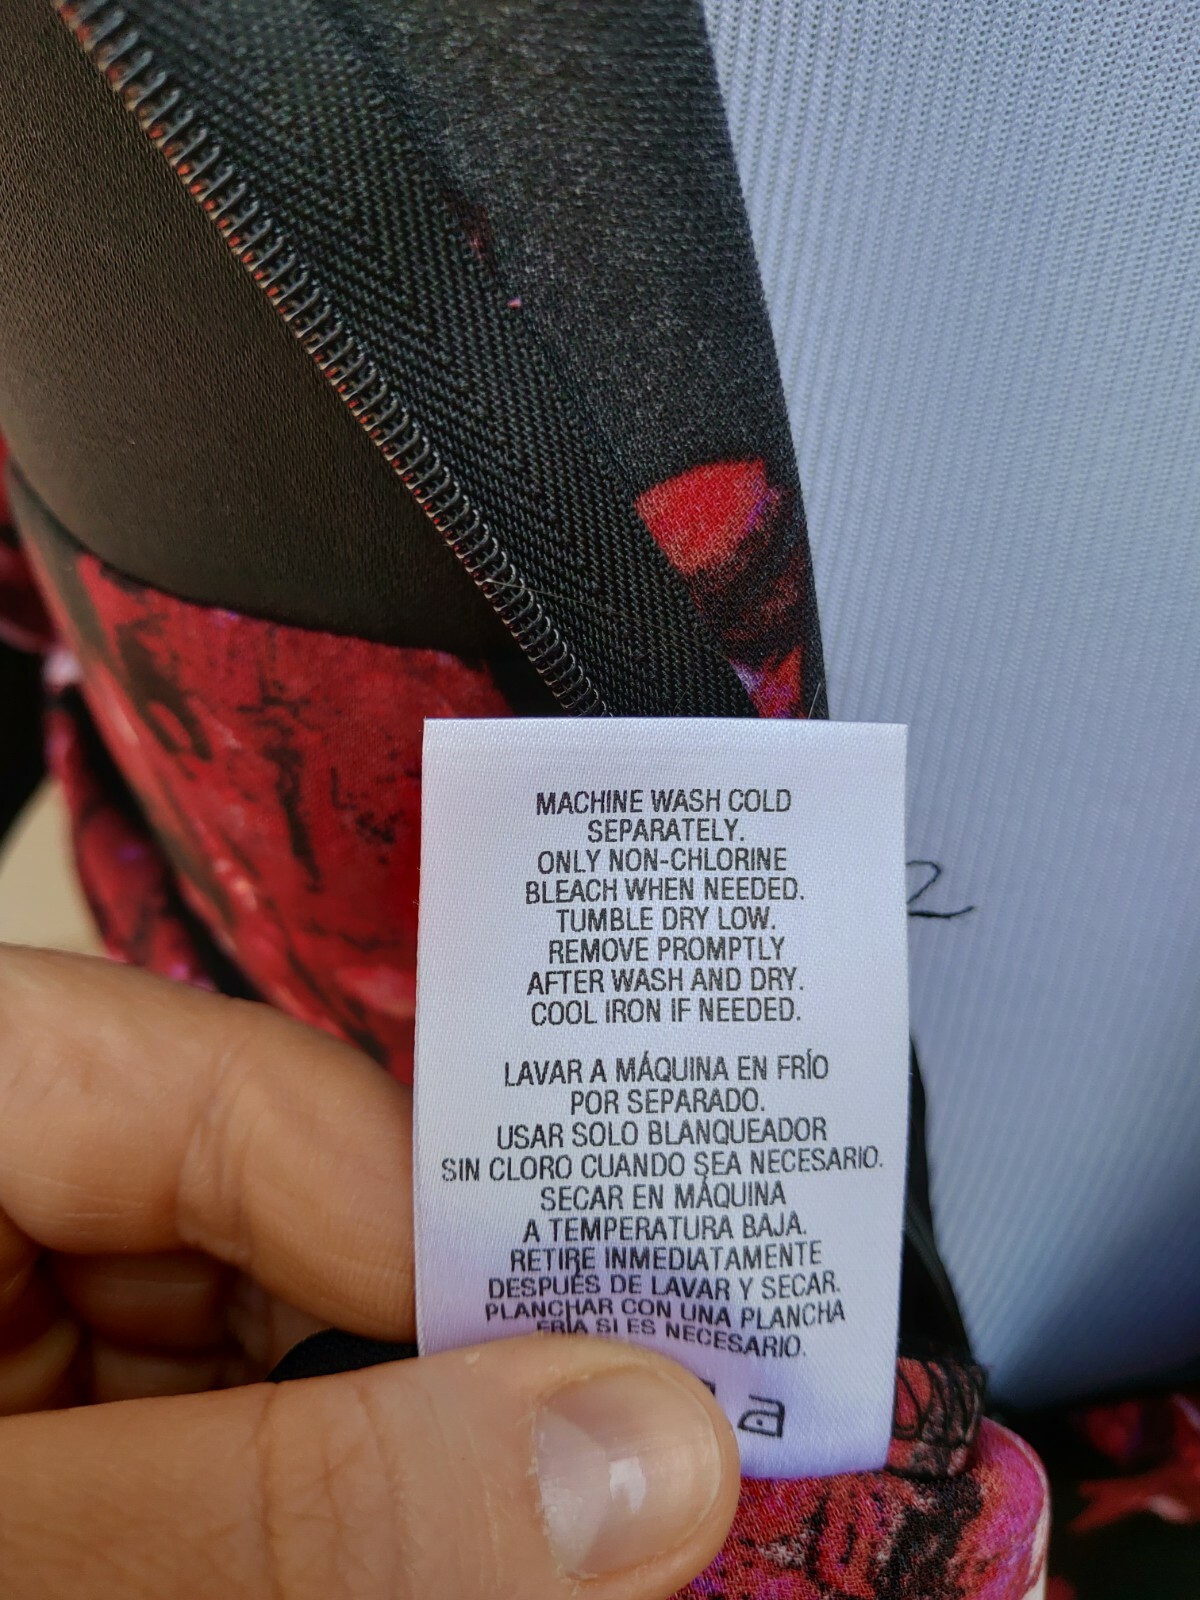 MACHINE WASH COLD
SEPARATELY.
ONLY NON-CHLORINE
BLEACH WHEN NEEDED.
TUMBLE DRY LOW.
REMOVE PROMPTLY
AFTER WASH AND DRY.
COOL IRON IF NEEDED.
LAVAR A MÁQUINA EN FRÍO
POR SEPARADO.
USAR SOLO BLANQUEADOR
SIN CLORO CUANDO SEA NECESARIO.
SECAR EN MÁQUINA
A TEMPERATURA BAJA.
RETIRE INMEDIATAMENTE
DESPUÉS DE LAVAR Y SECAR.
PLANCHAR CON UNA PLANCHA
FRÍA SI ES NECESARIO.